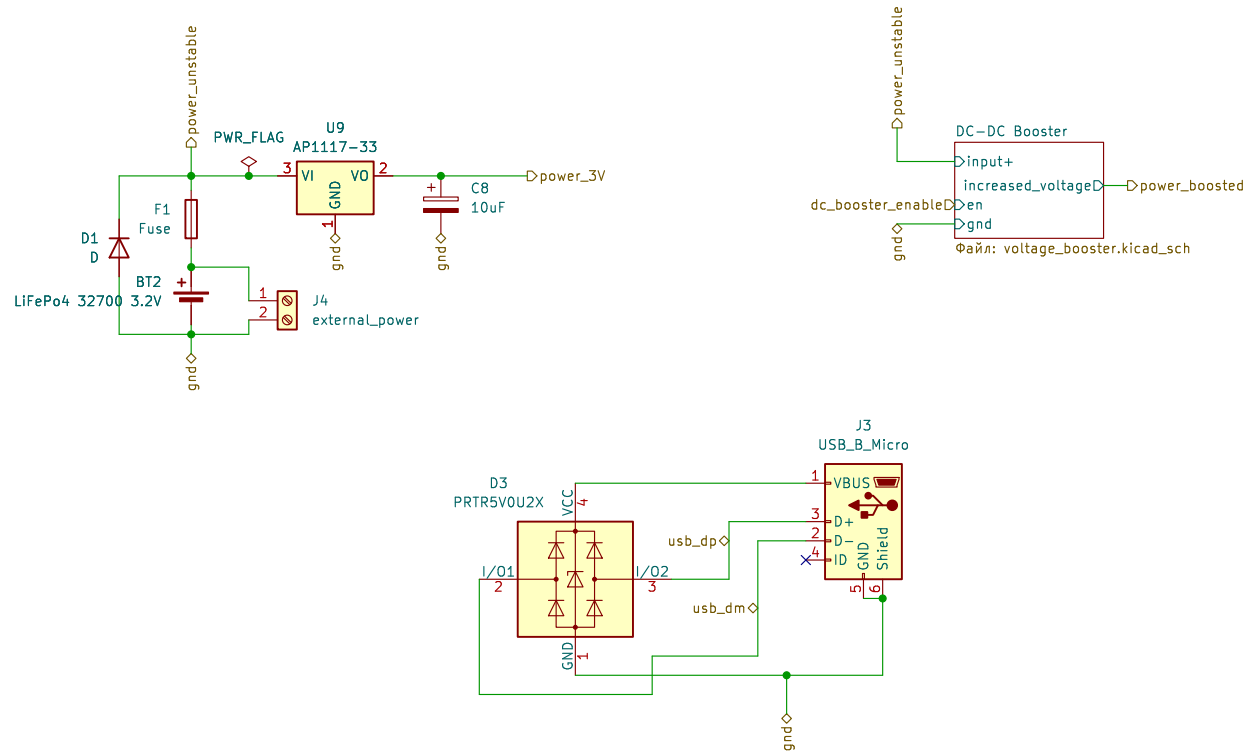 power_unstable
PWR_FLAG
U9
AP1117-33
3
VI
VO
2
GND
1
power_3V
+
C8
10uF
gnd
gnd
F1
Fuse
D1
D
BT2
+
LiFePo4 32700 3.2V
1
2
J4
external_power
gnd
power_unstable
DC-DC Booster
input+
increased_voltage
power_boosted
dc_booster_enable
en
gnd
gnd
Файл: voltage_booster.kicad_sch
J3
USB_B_Micro
1
VBUS
3
D+
2
D-
4
ID
GND
Shield
5
6
D3
PRTR5V0U2X
VCC
4
I/O1
2
I/O2
3
GND
1
usb_dp
usb_dm
gnd